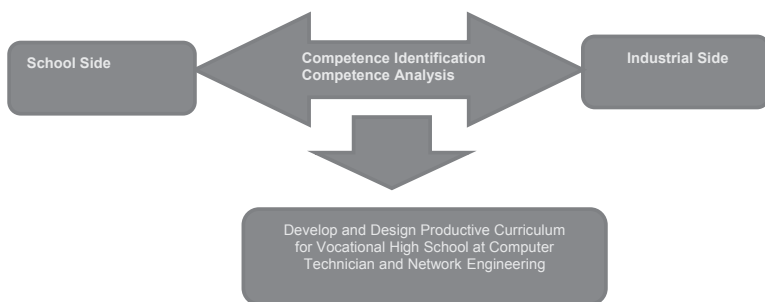 School Side
Competence Identification
Competence Analysis
Industrial Side
Develop and Design Productive Curriculum
for Vocational High School at Computer
Technician and Network Engineering